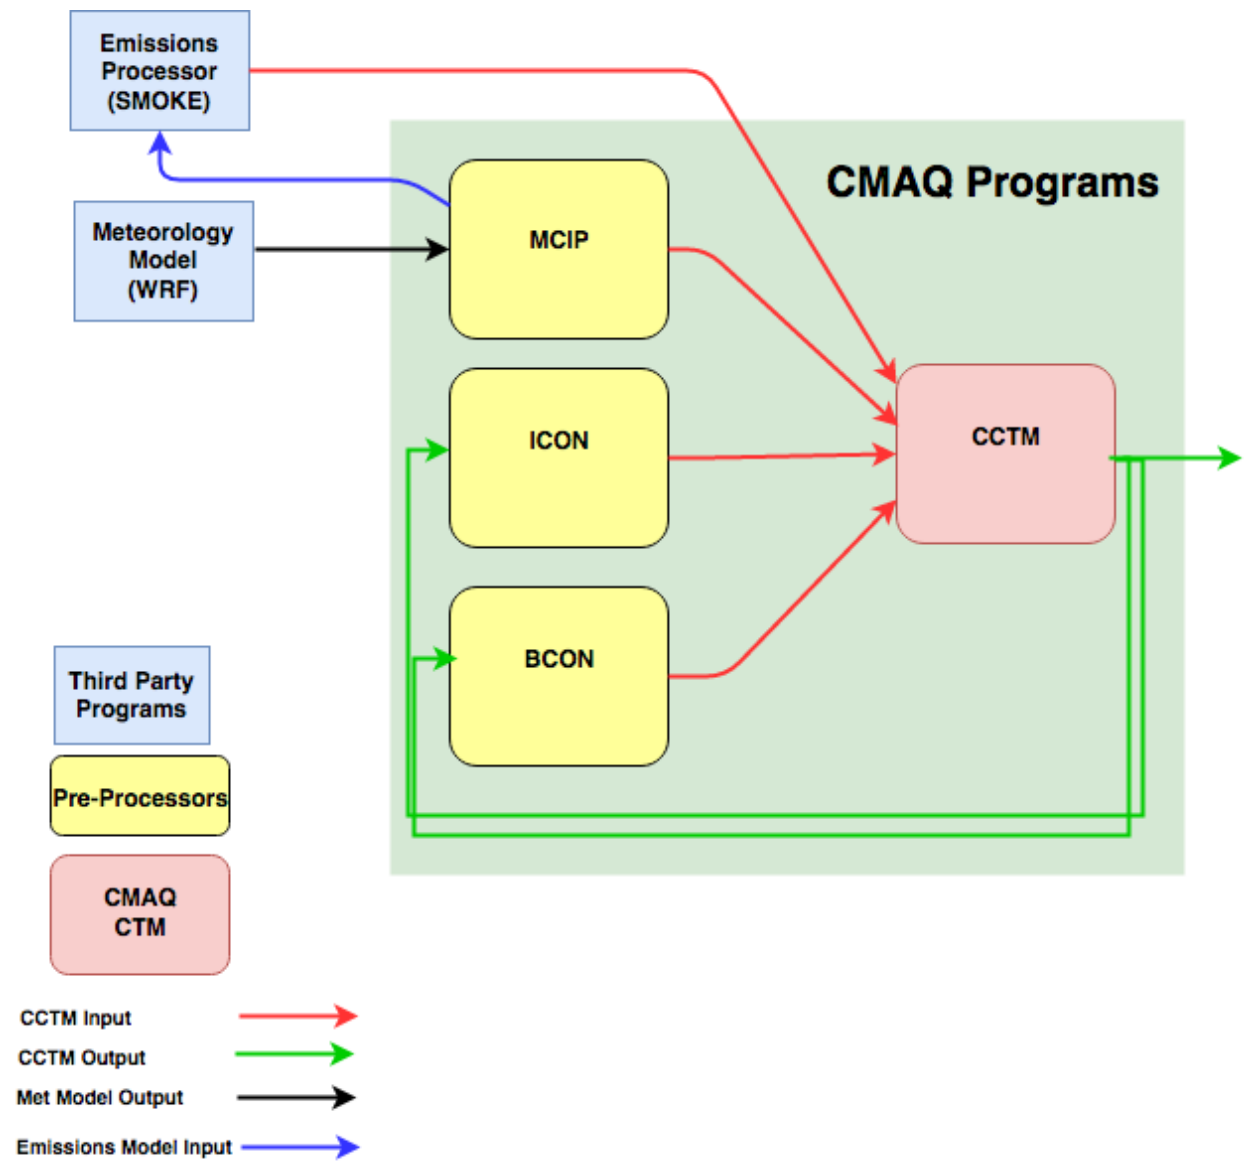 Emissions
Processor
(SMOKE)
CMAQ Programs
MCIP
Meteorology
Model
(WRF)
ICON
CCTM
BCON
Third Party
Programs
Pre-Processors
CMAQ
CTM
CCTM Input
CCTM Output
Met Model Output
Emissions Model Input